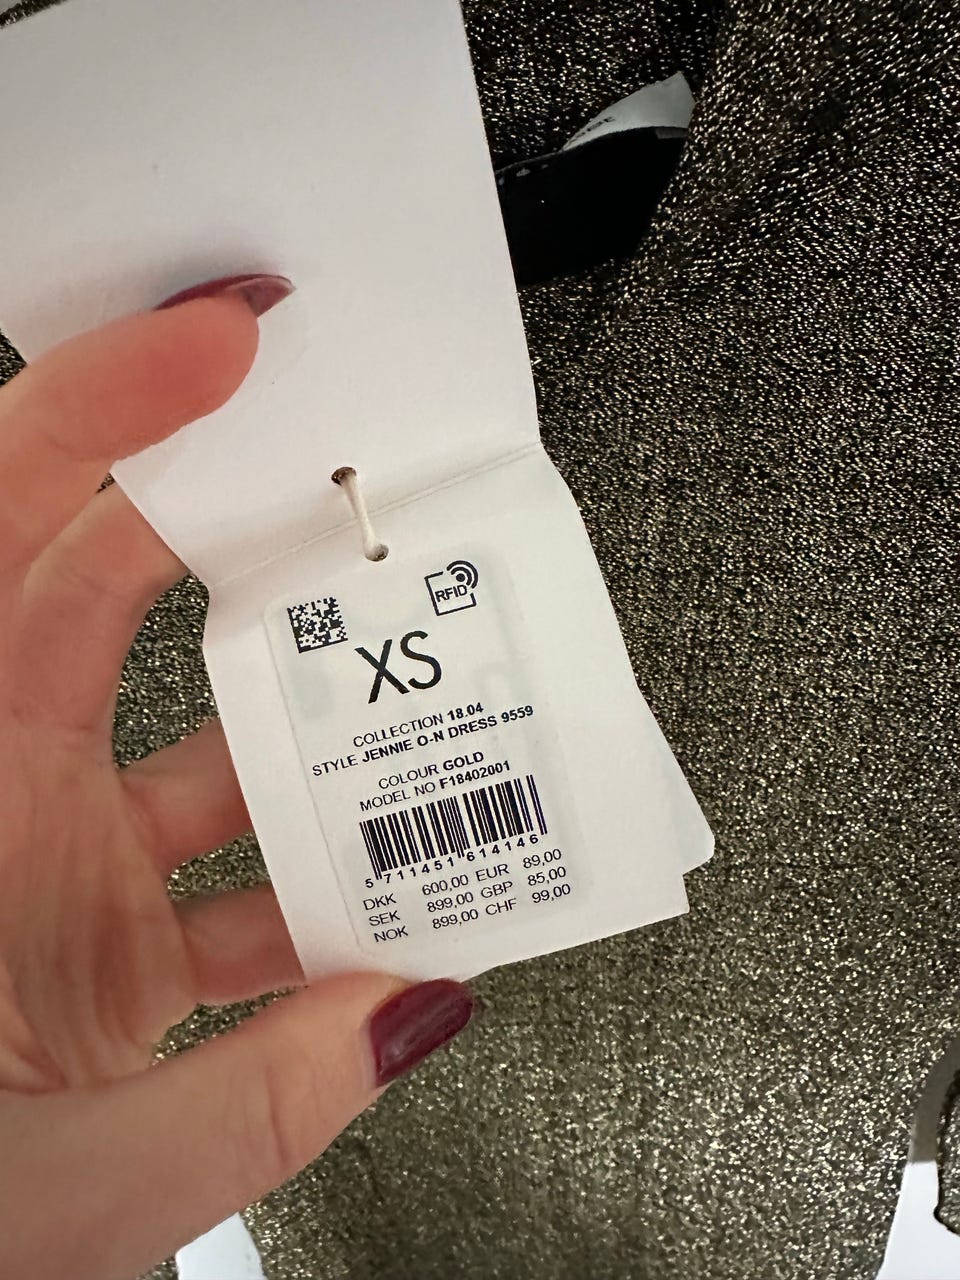 RFID
XS
COLLECTION 18.04
STYLE JENNIE O-N DRESS 9559
COLOUR GOLD
MODEL NO F18402001
5 711451 614146
DKK 600,00 EUR 89,00
SEK 899,00 GBP 85,00
NOK 899,00 CHF 99,00